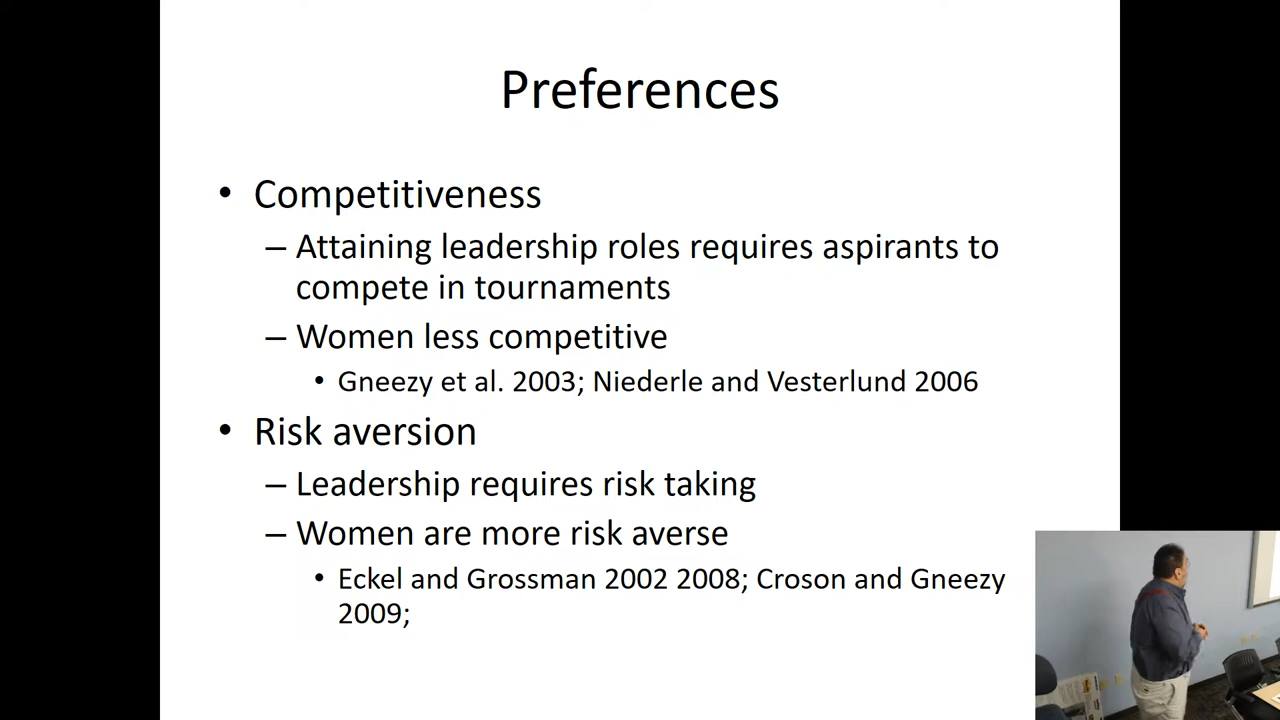 Preferences
• Competitiveness
– Attaining leadership roles requires aspirants to
compete in tournaments
– Women less competitive
• Gneezy et al. 2003; Niederle and Vesterlund 2006
• Risk aversion
– Leadership requires risk taking
– Women are more risk averse
• Eckel and Grossman 2002 2008; Croson and Gneezy
2009;